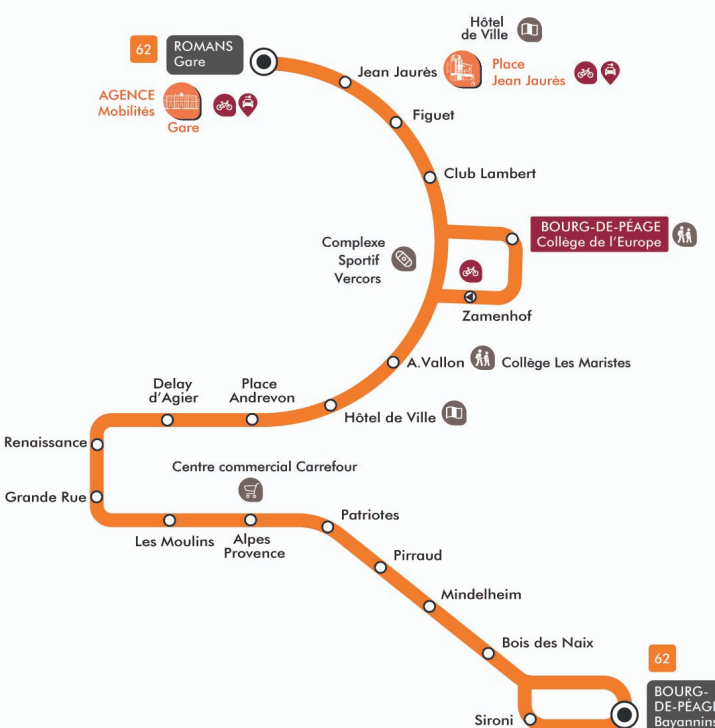 Hôtel
de Ville
62
ROMANS
Gare
Jean Jaurès
Place
Jean Jaurès
AGENCE
Mobilités
Gare
Figuet
Club Lambert
BOURG-DE-PÉAGE
Collège de l'Europe
Complexe
Sportif
Vercors
Zamenhof
A.Vallon
Collège Les Maristes
Delay
d'Agier
Place
Andrevon
Hôtel de Ville
Renaissance
Centre commercial Carrefour
Grande Rue
Les Moulins
Alpes
Provence
Patriotes
Pirraud
Mindelheim
Bois des Naix
62
BOURG-
DE-PÉAGE
Bayannins
Sironi